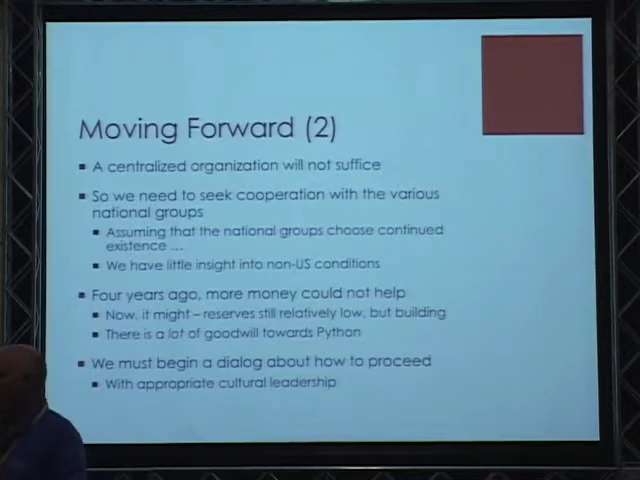 Moving Forward (2)
▪ A centralized organization will not suffice
▪ So we need to seek cooperation with the various
national groups
▪ Assuming that the national groups choose continued
existence ...
▪ We have little insight into non-US conditions
▪ Four years ago, more money could not help
▪ Now, it might – reserves still relatively low, but building
▪ There is a lot of goodwill towards Python
▪ We must begin a dialog about how to proceed
▪ With appropriate cultural leadership